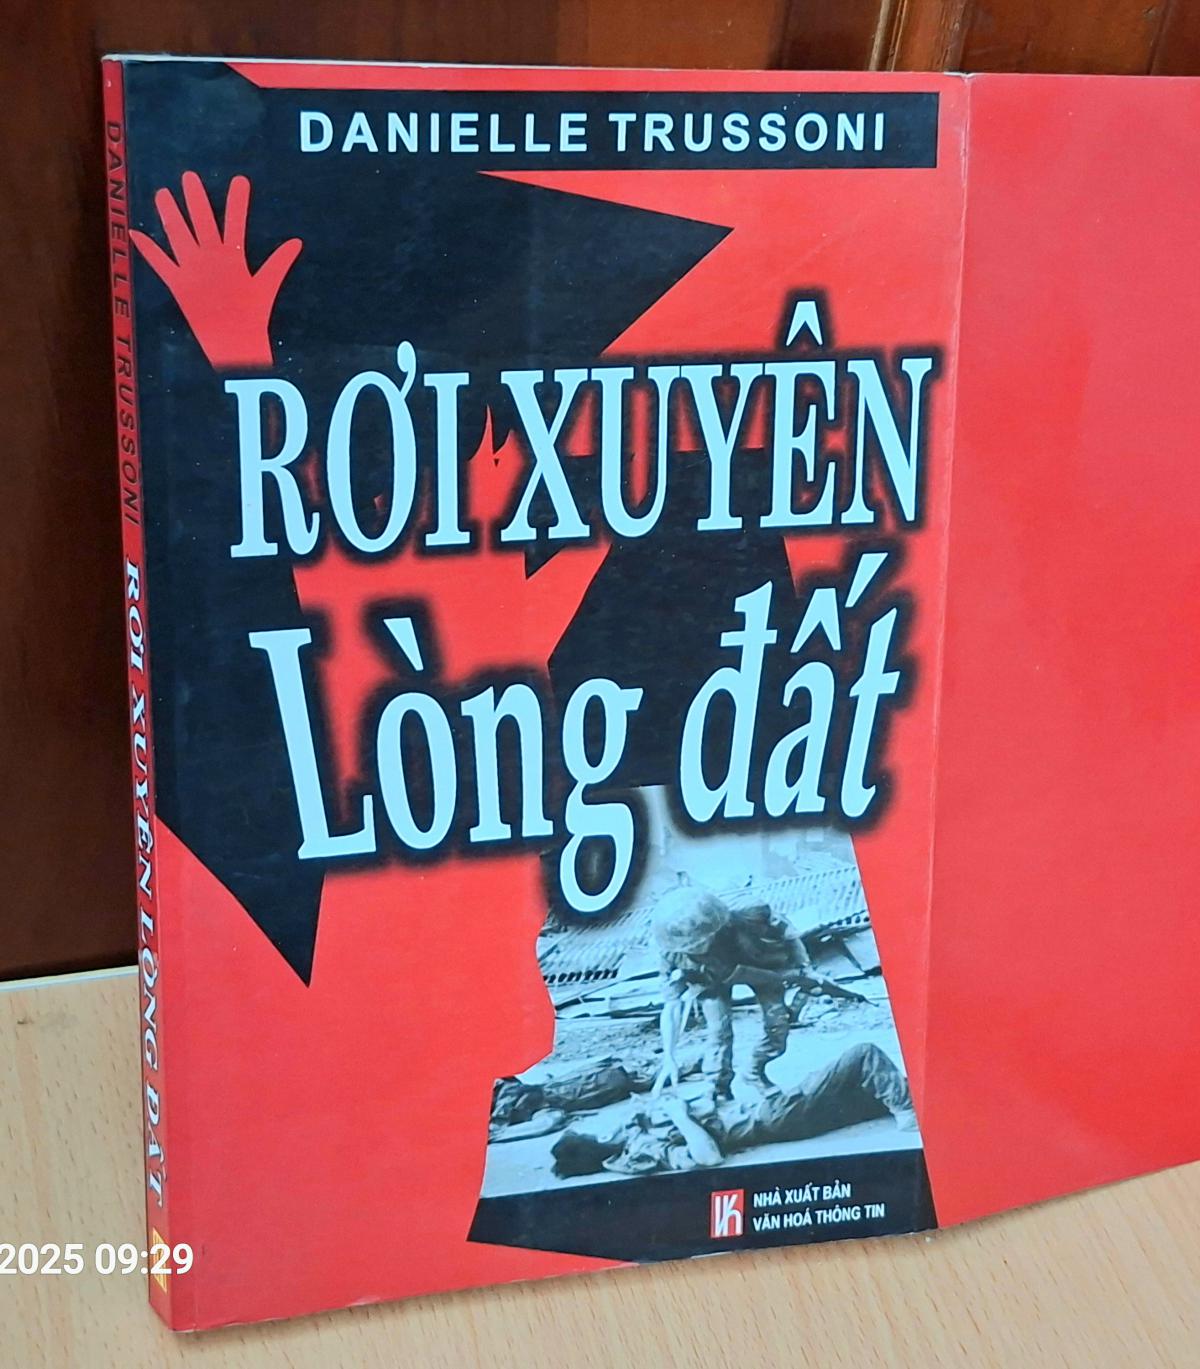 DANIELLE TRUSSONI
RƠI XUYÊN
Lòng đất
NHÀ XUẤT BẢN
VĂN HOÁ THÔNG TIN
DANIELLE TRUSSONI RƠI XUYÊN LÒNG ĐẤT
2025 09:29